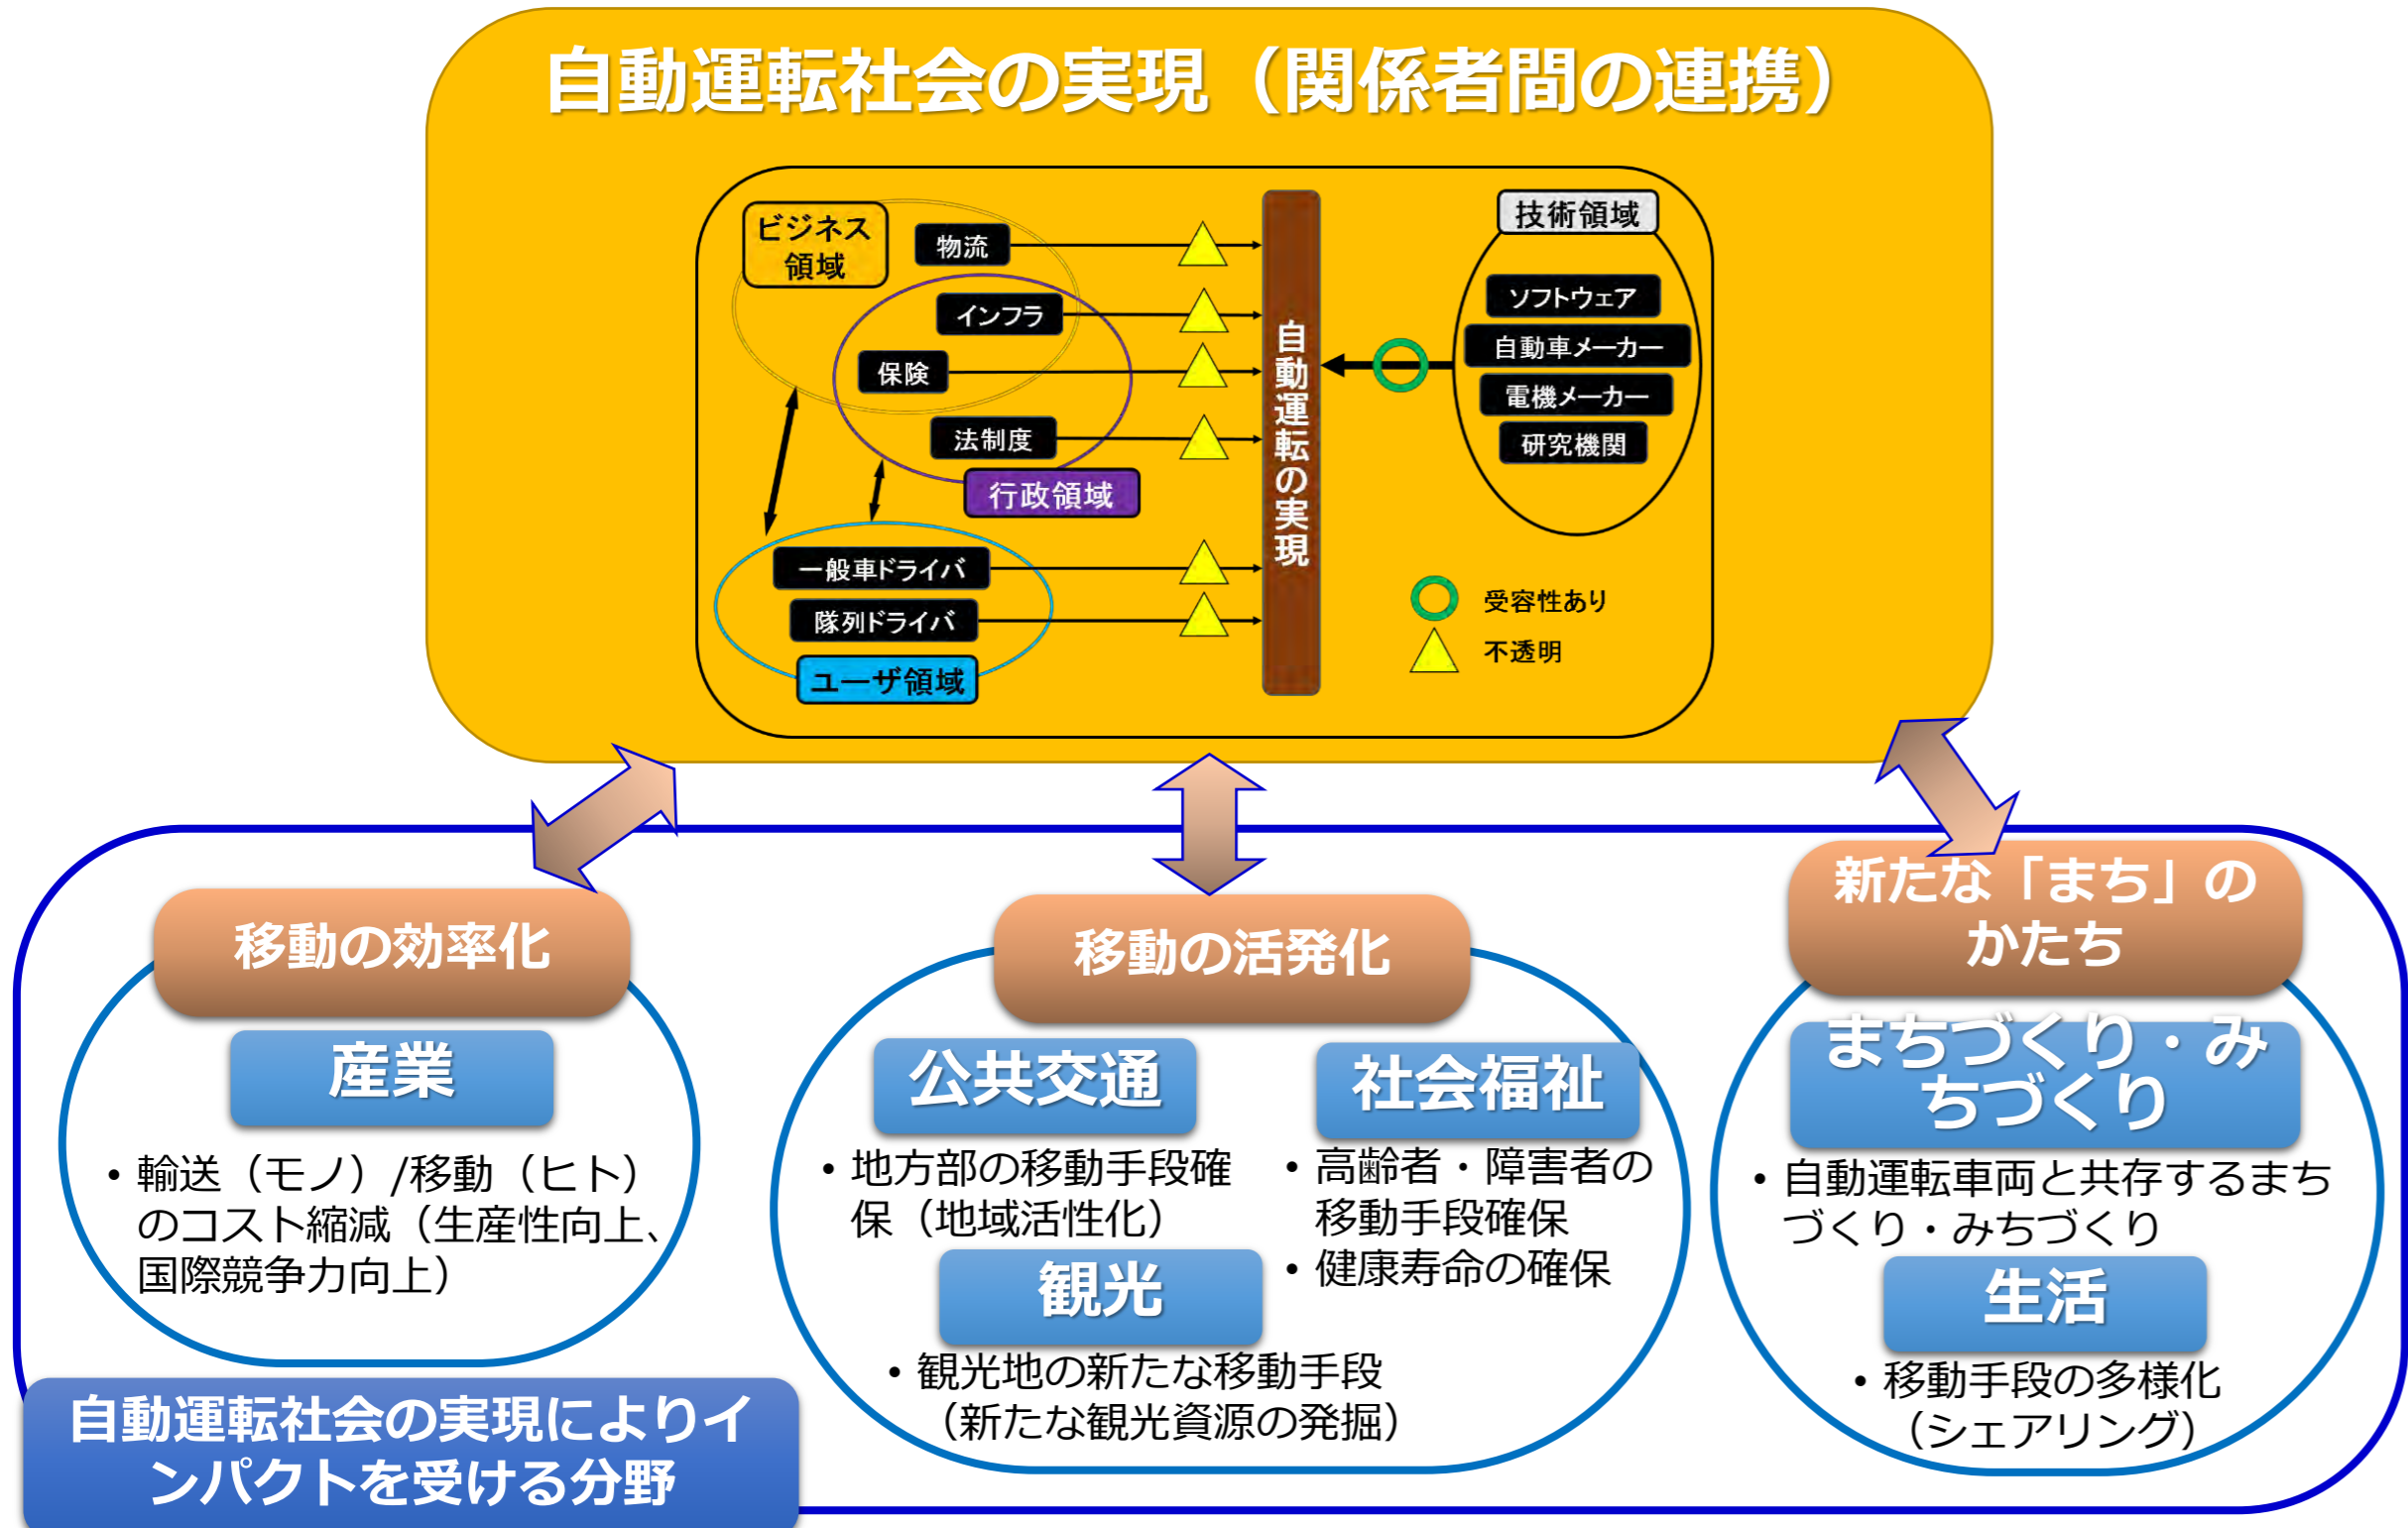 自動運転社会の実現（関係者間の連携）
ビジネス
領域
物流
インフラ
保険
法制度
行政領域
一般車ドライバ
隊列ドライバ
ユーザ領域
自動運転の実現
技術領域
ソフトウェア
自動車メーカー
電機メーカー
研究機関
受容性あり
不透明
移動の効率化
産業
• 輸送（モノ）/移動（ヒト）
のコスト縮減（生産性向上、
国際競争力向上）
移動の活発化
公共交通
• 地方部の移動手段確
保（地域活性化）
社会福祉
• 高齢者・障害者の
移動手段確保
• 健康寿命の確保
観光
• 観光地の新たな移動手段
（新たな観光資源の発掘）
新たな「まち」の
かたち
まちづくり・み
ちづくり
• 自動運転車両と共存するまち
づくり・みちづくり
生活
• 移動手段の多様化
（シェアリング）
自動運転社会の実現によりイ
ンパクトを受ける分野